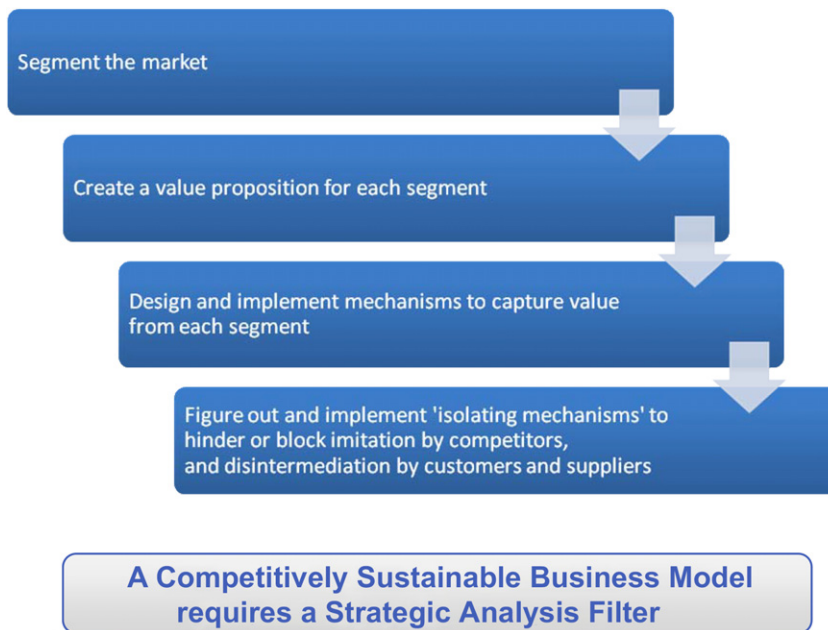 Segment the market
Create a value proposition for each segment
Design and implement mechanisms to capture value
from each segment
Figure out and implement 'isolating mechanisms' to
hinder or block imitation by competitors,
and disintermediation by customers and suppliers
A Competitively Sustainable Business Model
requires a Strategic Analysis Filter